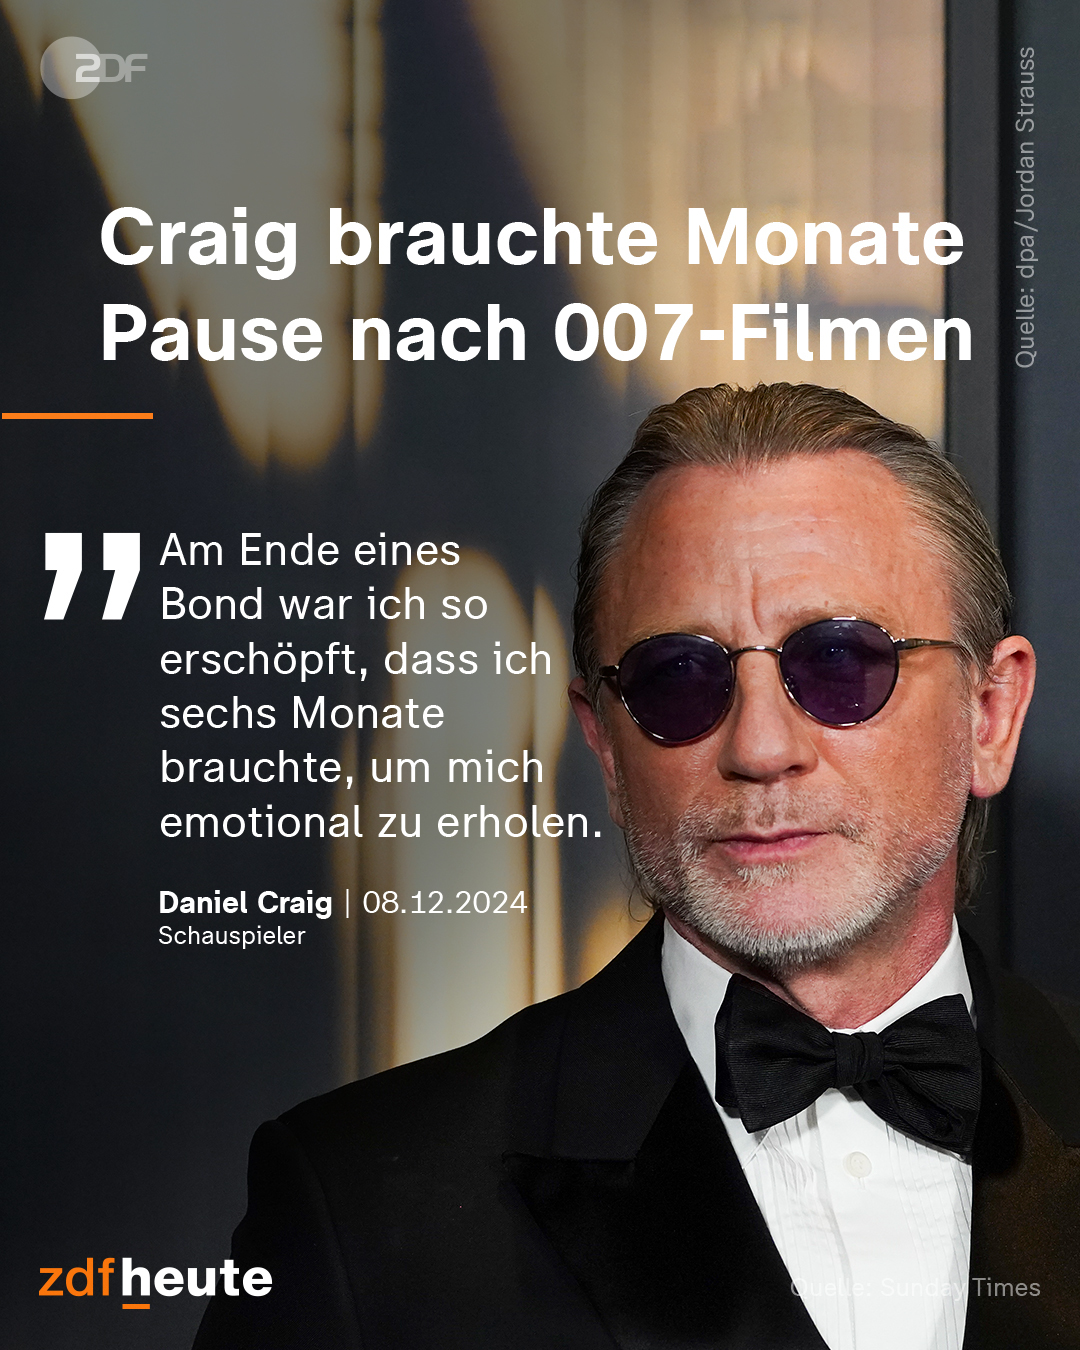 ZDF
Quelle: dpa/Jordan Strauss
Craig brauchte Monate
Pause nach 007-Filmen
”
Am Ende eines
Bond war ich so
erschöpft, dass ich
sechs Monate
brauchte, um mich
emotional zu erholen.
Daniel Craig | 08.12.2024
Schauspieler
zdfheute
Quelle: Sunday Times